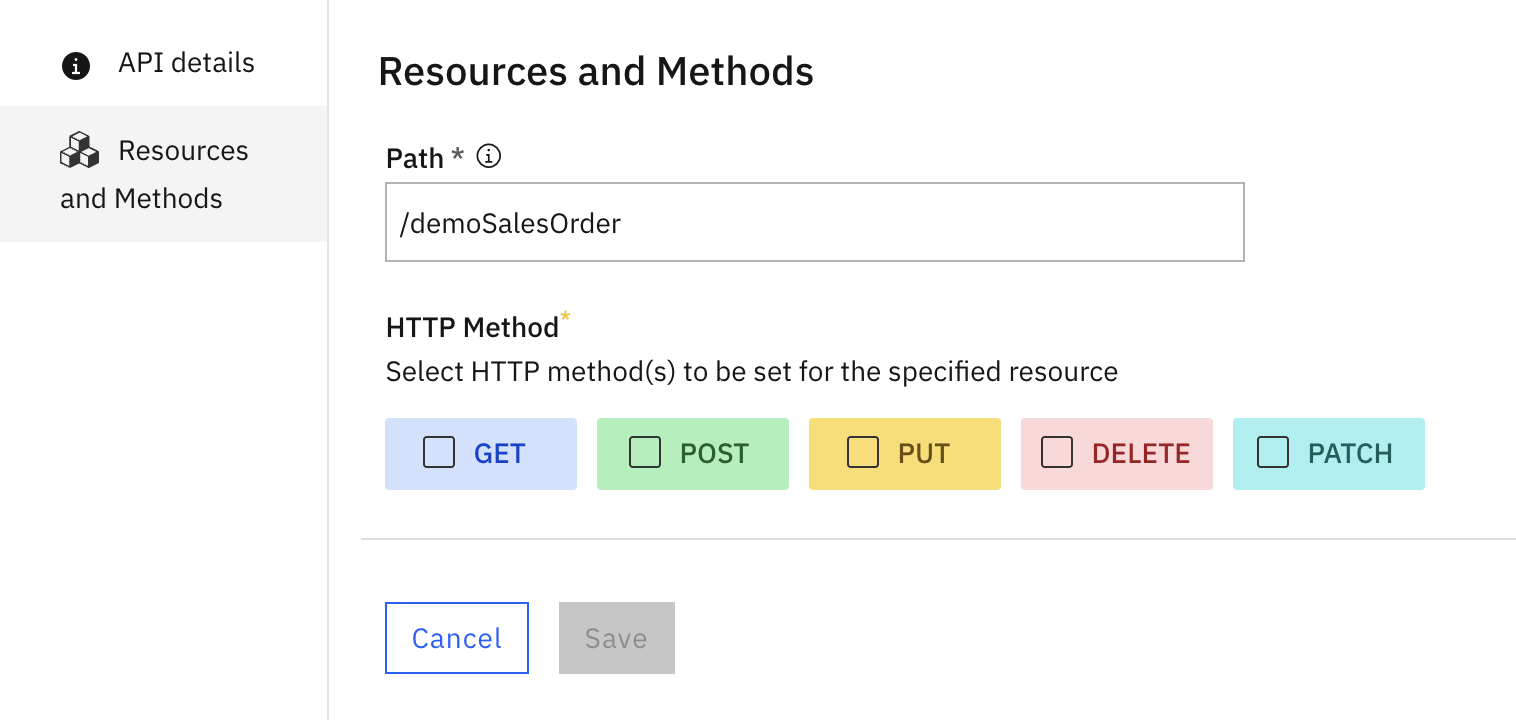 API details
Resources
and Methods
Resources and Methods
Path *
/demoSalesOrder
HTTP Method*
Select HTTP method(s) to be set for the specified resource
GET POST PUT DELETE PATCH
Cancel Save